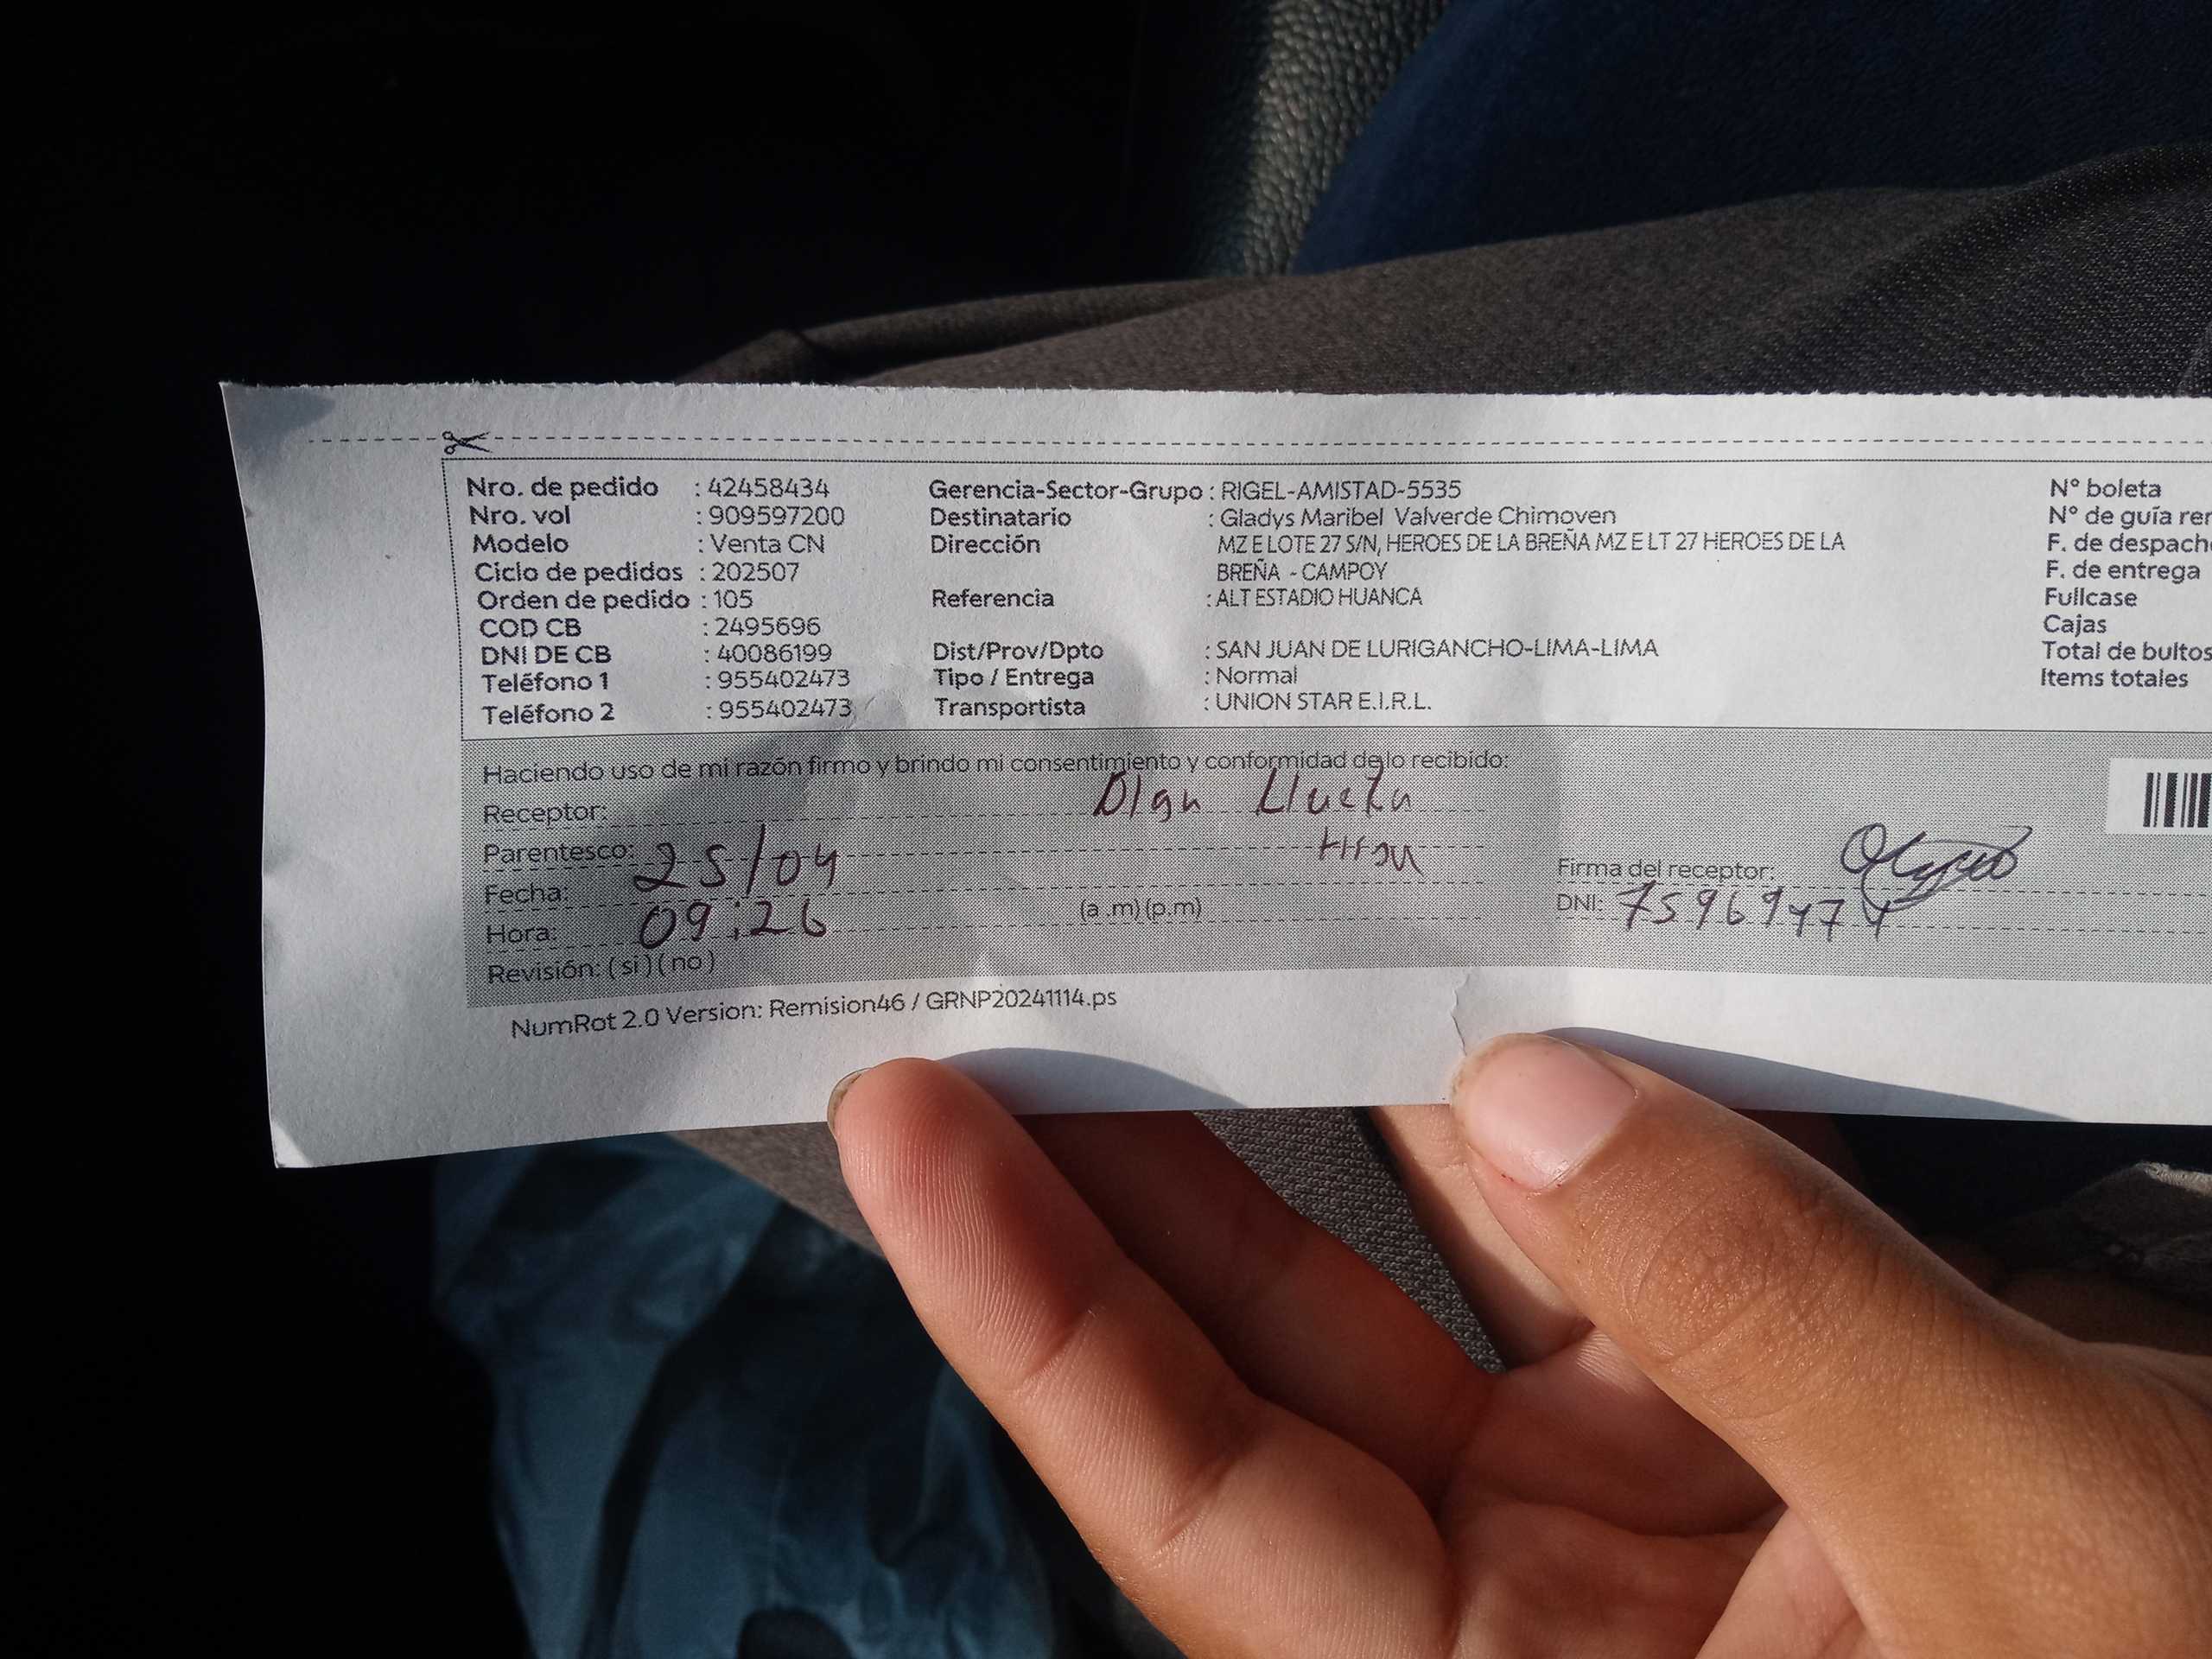 Nro. de pedido : 42458434 Gerencia-Sector-Grupo : RIGEL-AMISTAD-5535 N° boleta
Nro. vol : 909597200 Destinatario : Gladys Maribel Valverde Chimoven N° de guía rer
Modelo : Venta CN Dirección MZ E LOTE 27 S/N, HEROES DE LA BREÑA MZ E LT 27 HEROES DE LA F. de despach
Ciclo de pedidos : 202507 BREÑA - CAMPOY F. de entrega
Orden de pedido : 105 Referencia : ALT ESTADIO HUANCA Fullcase
COD CB : 2495696 Cajas
DNI DE CB : 40086199 Dist/Prov/Dpto : SAN JUAN DE LURIGANCHO-LIMA-LIMA Total de bultos
Teléfono 1 : 955402473 Tipo / Entrega : Normal Items totales
Teléfono 2 : 955402473 Transportista : UNION STAR E.I.R.L.
Haciendo uso de mi razón firmo y brindo mi consentimiento y conformidad de lo recibido:
Receptor: Olga
Parentesco:
Firma del receptor:
Fecha: 25/04
DNI:
Hora: 09:26 (a .m) (p.m)
Revisión: ( si ) ( no )
NumRot 2.0 Version: Remision46 / GRNP20241114.ps